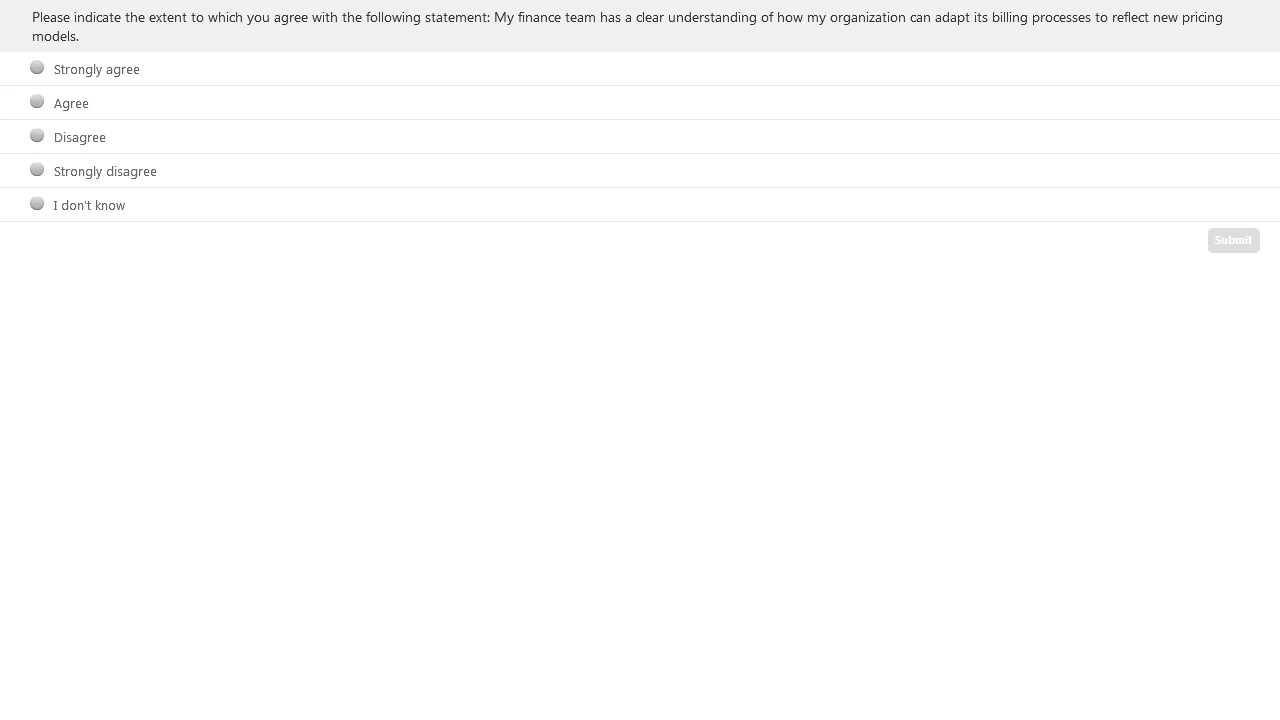 Please indicate the extent to which you agree with the following statement: My finance team has a clear understanding of how my organization can adapt its billing processes to reflect new pricing
models.
Strongly agree
Agree
Disagree
Strongly disagree
I don't know
Submit